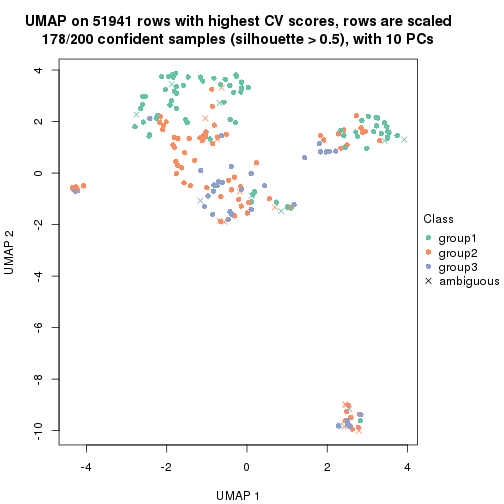 UMAP on 51941 rows with highest CV scores, rows are scaled
178/200 confident samples (silhouette > 0.5), with 10 PCs
4
2
0
-2
-4
-6
-8
-10
UMAP 2
-4
-2
0
2
4
UMAP 1
Class
group1
group2
group3
ambiguous